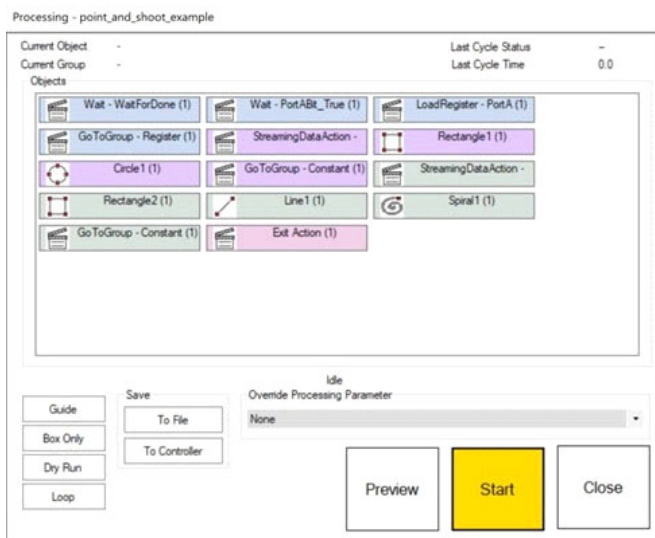 Processing - point_and_shoot_example
Current Object - Last Cycle Status -
Current Group - Last Cycle Time 0.0
Objects
Wait - WaitForDone (1) Wait - PortABit_True (1) LoadRegister - PortA (1)
GoToGroup - Register (1) StreamingDataAction - Rectangle1 (1)
Circle1 (1) GoToGroup - Constant (1) StreamingDataAction -
Rectangle2 (1) Line1 (1) Spiral1 (1)
GoToGroup - Constant (1) Exit Action (1)
Idle
Save Override Processing Parameter
Guide To File None
Box Only To Controller
Dry Run
Loop
Preview Start Close